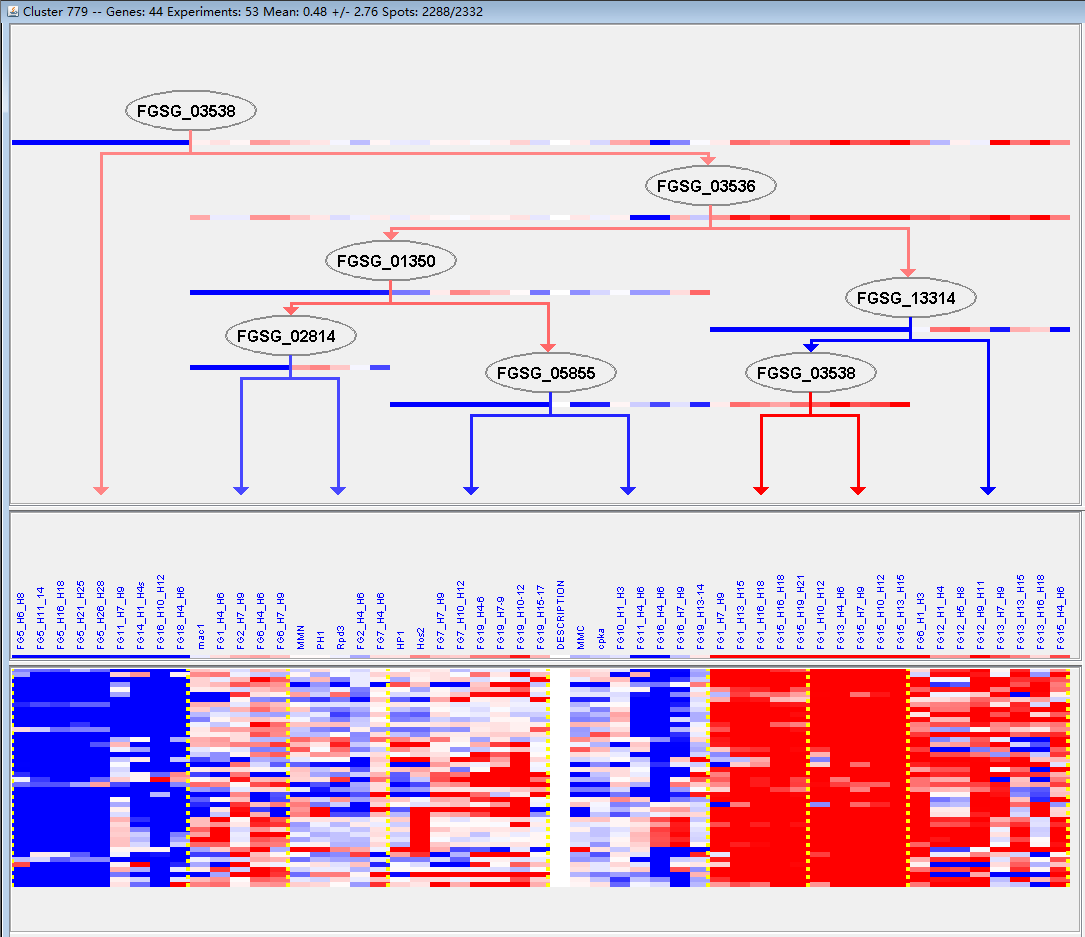 Cluster 779 -- Genes: 44 Experiments: 53 Mean: 0.48 +/- 2.76 Spots: 2288/2332
FGSG_03538
FGSG_03536
FGSG_01350
FGSG_13314
FGSG_02814
FGSG_05855
FGSG_03538
FG5_H6_H8
FG5_H11_14
FG5_H16_H18
FG5_H21_H25
FG5_H26_H28
FG11_H7_H9
FG14_H1_H4s
FG16_H10_H12
FG18_H4_H6
mac1
FG1_H4_H6
FG2_H7_H9
FG6_H4_H6
FG6_H7_H9
MMN
PH1
Rpd3
FG2_H4_H6
FG7_H4_H6
HP1
Hos2
FG7_H7_H9
FG7_H10_H12
FG19_H4-6
FG19_H7-9
FG19_H10-12
FG19_H15-17
DESCRIPTION
MMC
cpka
FG10_H1_H3
FG11_H4_H6
FG16_H4_H6
FG16_H7_H9
FG19_H13-14
FG1_H7_H9
FG1_H13_H15
FG1_H16_H18
FG15_H16_H18
FG15_H19_H21
FG1_H10_H12
FG13_H4_H6
FG15_H7_H9
FG15_H10_H12
FG15_H13_H15
FG6_H1_H3
FG12_H1_H4
FG12_H5_H8
FG12_H9_H11
FG13_H7_H9
FG13_H13_H15
FG13_H16_H18
FG15_H4_H6